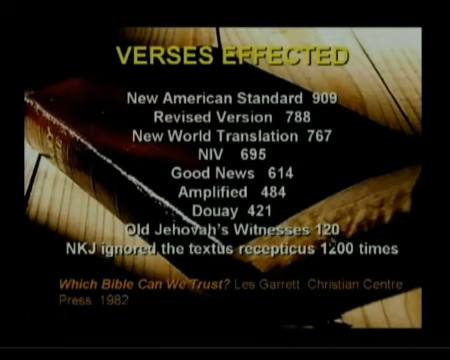 VERSES EFFECTED
New American Standard 909
Revised Version 788
New World Translation 767
NIV 695
Good News 614
Amplified 484
Douay 421
Old Jehovah's Witnesses 120
NKJ ignored the textus recepticus 1200 times
Which Bible Can We Trust? Les Garrett. Christian Centre
Press. 1982